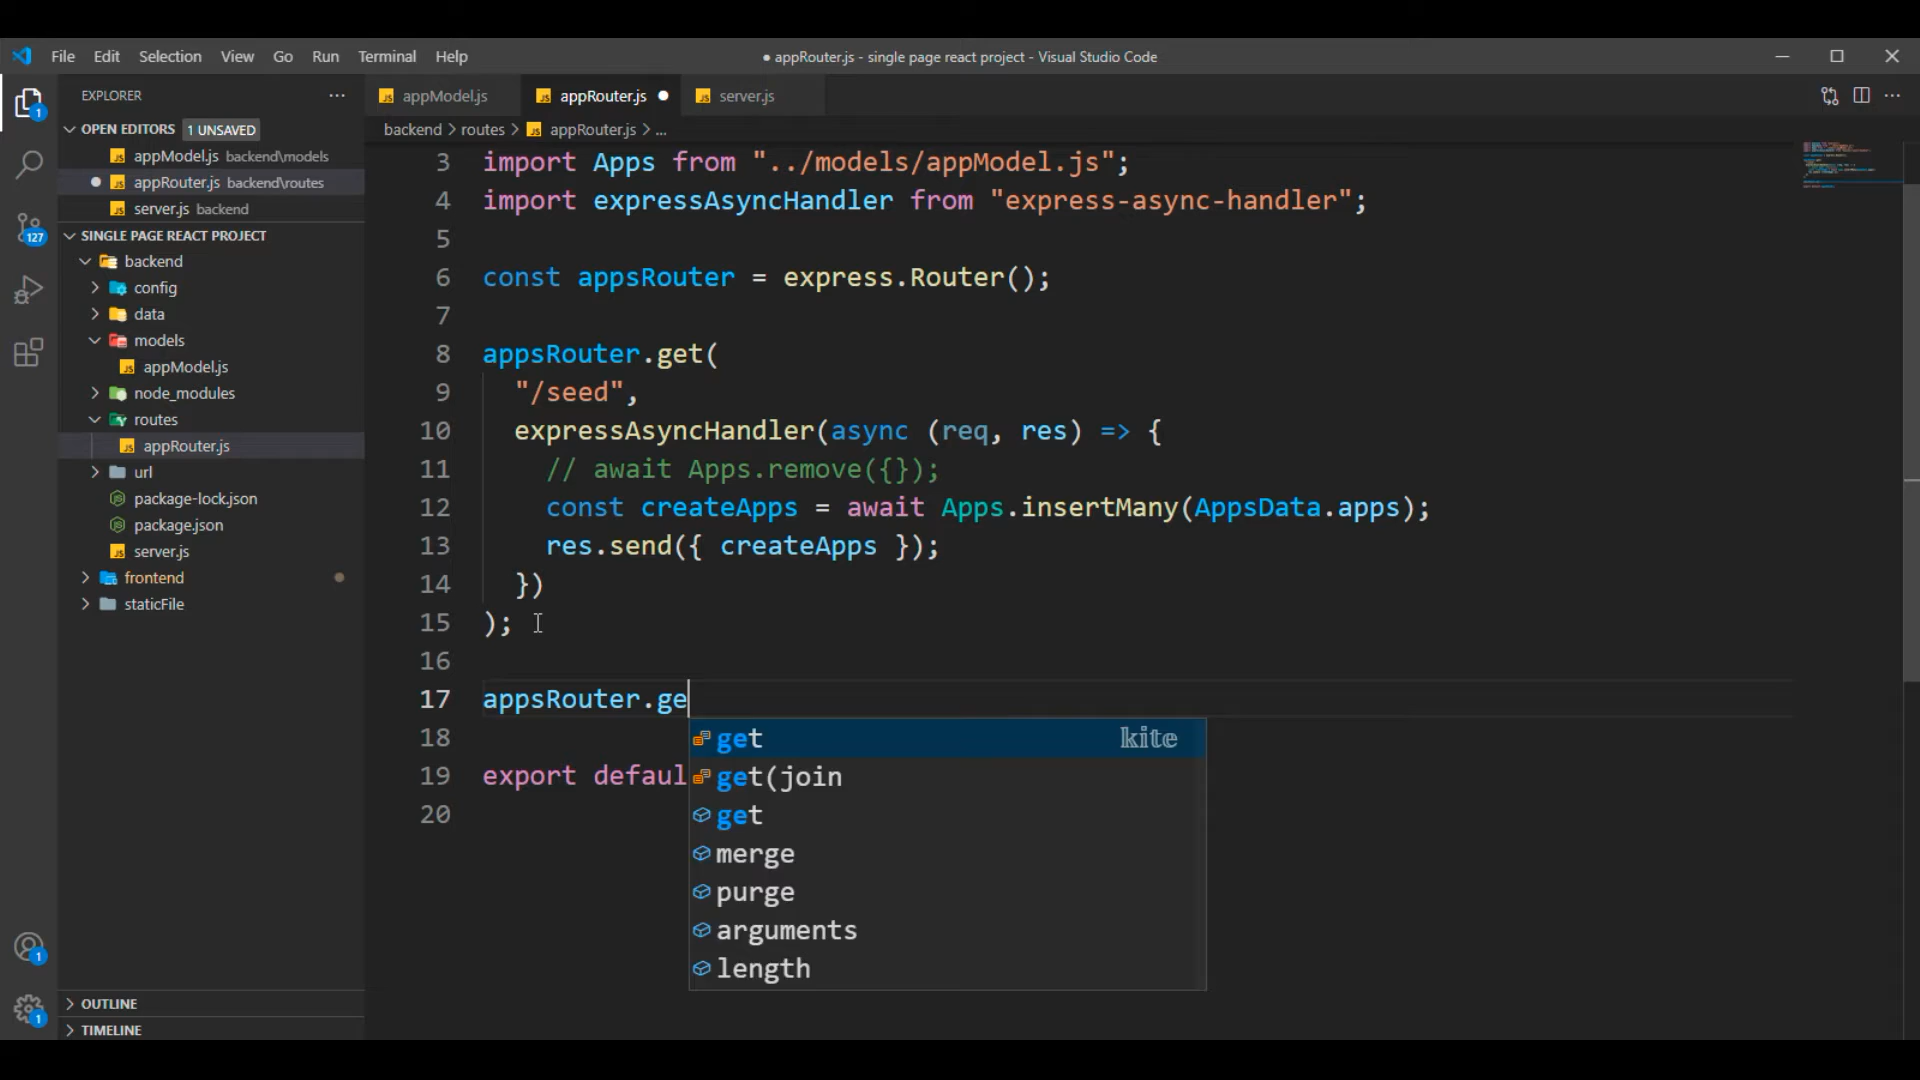 File Edit Selection View Go Run Terminal Help
● appRouter.js - single page react project - Visual Studio Code
EXPLORER
appModel.js
appRouter.js
server.js
OPEN EDITORS 1 UNSAVED
backend > routes > appRouter.js > ...
appModel.js backend\models
appRouter.js backend\routes
server.js backend
SINGLE PAGE REACT PROJECT
backend
config
data
models
appModel.js
node_modules
routes
appRouter.js
url
package-lock.json
package.json
server.js
frontend
staticFile
OUTLINE
TIMELINE
1
127
1
1
3 import Apps from "../models/appModel.js";
4 import expressAsyncHandler from "express-async-handler";
5
6 const appsRouter = express.Router();
7
8 appsRouter.get(
9 "/seed",
10 expressAsyncHandler(async (req, res) => {
11 // await Apps.remove({});
12 const createApps = await Apps.insertMany(AppsData.apps);
13 res.send({ createApps });
14 })
15 );
16
17 appsRouter.ge
18
19 export defaul
20
get kite
get(join
get
merge
purge
arguments
length